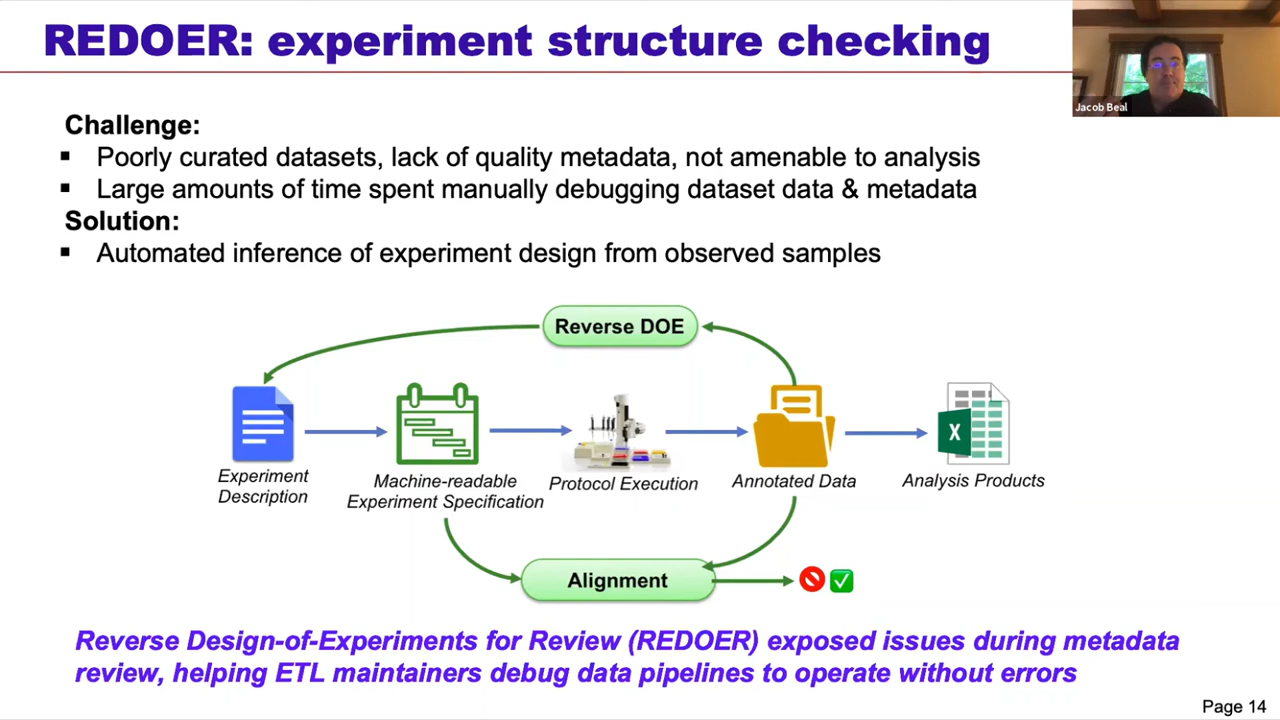 REDOER: experiment structure checking
Jacob Beal
Challenge:
▪ Poorly curated datasets, lack of quality metadata, not amenable to analysis
▪ Large amounts of time spent manually debugging dataset data & metadata
Solution:
▪ Automated inference of experiment design from observed samples
Reverse DOE
Experiment
Description
Machine-readable
Experiment Specification
Protocol Execution
Annotated Data
X
Analysis Products
Alignment
Reverse Design-of-Experiments for Review (REDOER) exposed issues during metadata
review, helping ETL maintainers debug data pipelines to operate without errors
Page 14